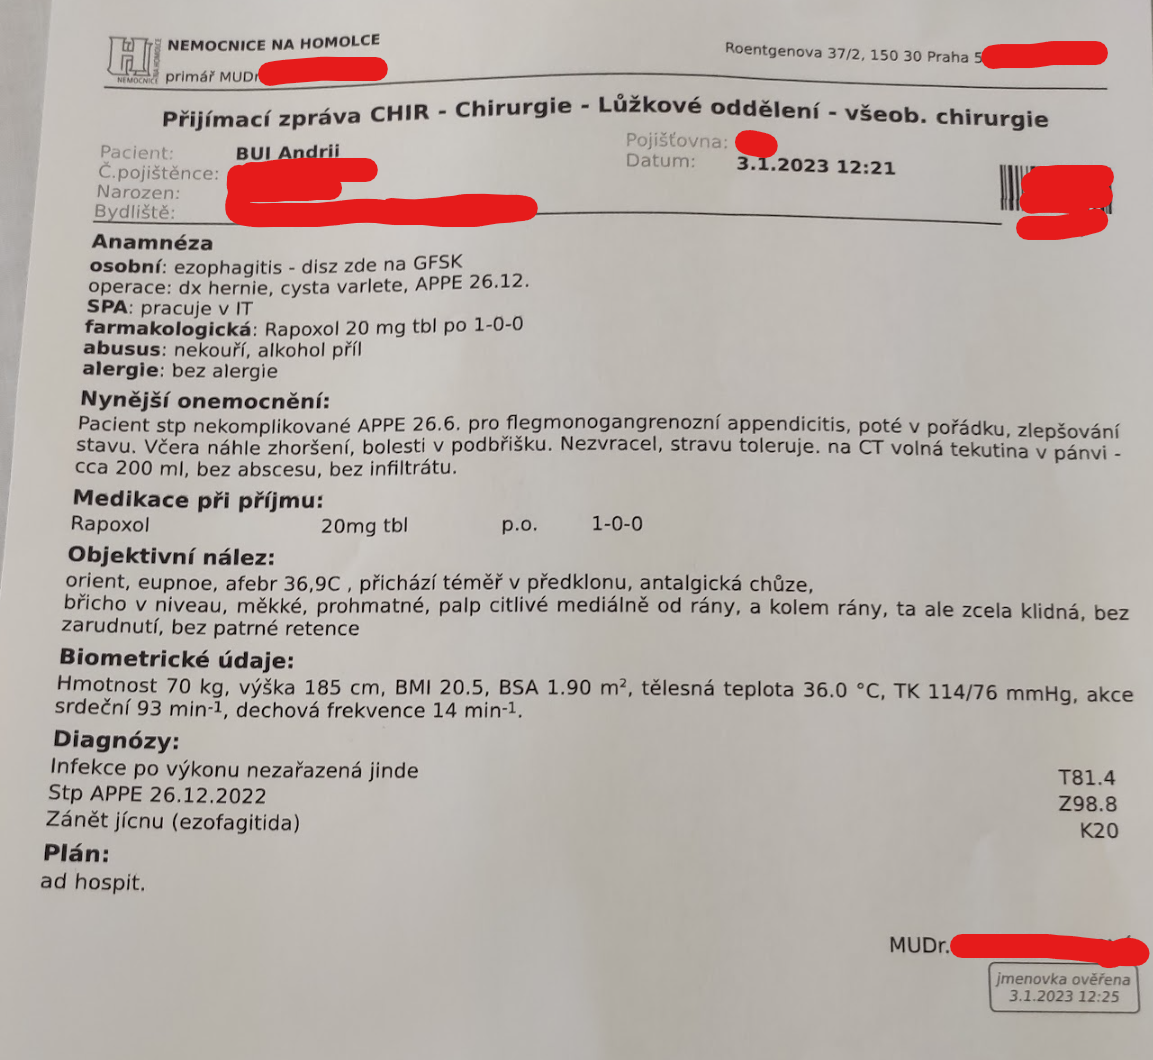 NEMOCNICE NA HOMOLCE
primář MUDr
NEMOCNICE
NA HOMOLCE
Roentgenova 37/2, 150 30 Praha 5
Přijímací zpráva CHIR - Chirurgie - Lůžkové oddělení - všeob. chirurgie
Pacient: BUI Andrii
Pojišťovna:
Č.pojištěnce:
Datum: 3.1.2023 12:21
Narozen:
Bydliště:
Anamnéza
osobní: ezophagitis - disz zde na GFSK
operace: dx hernie, cysta varlete, APPE 26.12.
SPA: pracuje v IT
farmakologická: Rapoxol 20 mg tbl po 1-0-0
abusus: nekouří, alkohol příl
alergie: bez alergie
Nynější onemocnění:
Pacient stp nekomplikované APPE 26.6. pro flegmonogangrenozní appendicitis, poté v pořádku, zlepšování
stavu. Včera náhle zhoršení, bolesti v podbřišku. Nezvracel, stravu toleruje. na CT volná tekutina v pánvi -
cca 200 ml, bez abscesu, bez infiltrátu.
Medikace při příjmu:
Rapoxol 20mg tbl p.o. 1-0-0
Objektivní nález:
orient, eupnoe, afebr 36,9C , přichází téměř v předklonu, antalgická chůze,
břicho v niveau, měkké, prohmatné, palp citlivé mediálně od rány, a kolem rány, ta ale zcela klidná, bez
zarudnutí, bez patrné retence
Biometrické údaje:
Hmotnost 70 kg, výška 185 cm, BMI 20.5, BSA 1.90 m², tělesná teplota 36.0 °C, TK 114/76 mmHg, akce
srdeční 93 min-¹, dechová frekvence 14 min-¹.
Diagnózy:
Infekce po výkonu nezařazená jinde T81.4
Stp APPE 26.12.2022 Z98.8
Zánět jícnu (ezofagitida) K20
Plán:
ad hospit.
MUDr.
jmenovka ověřena
3.1.2023 12:25